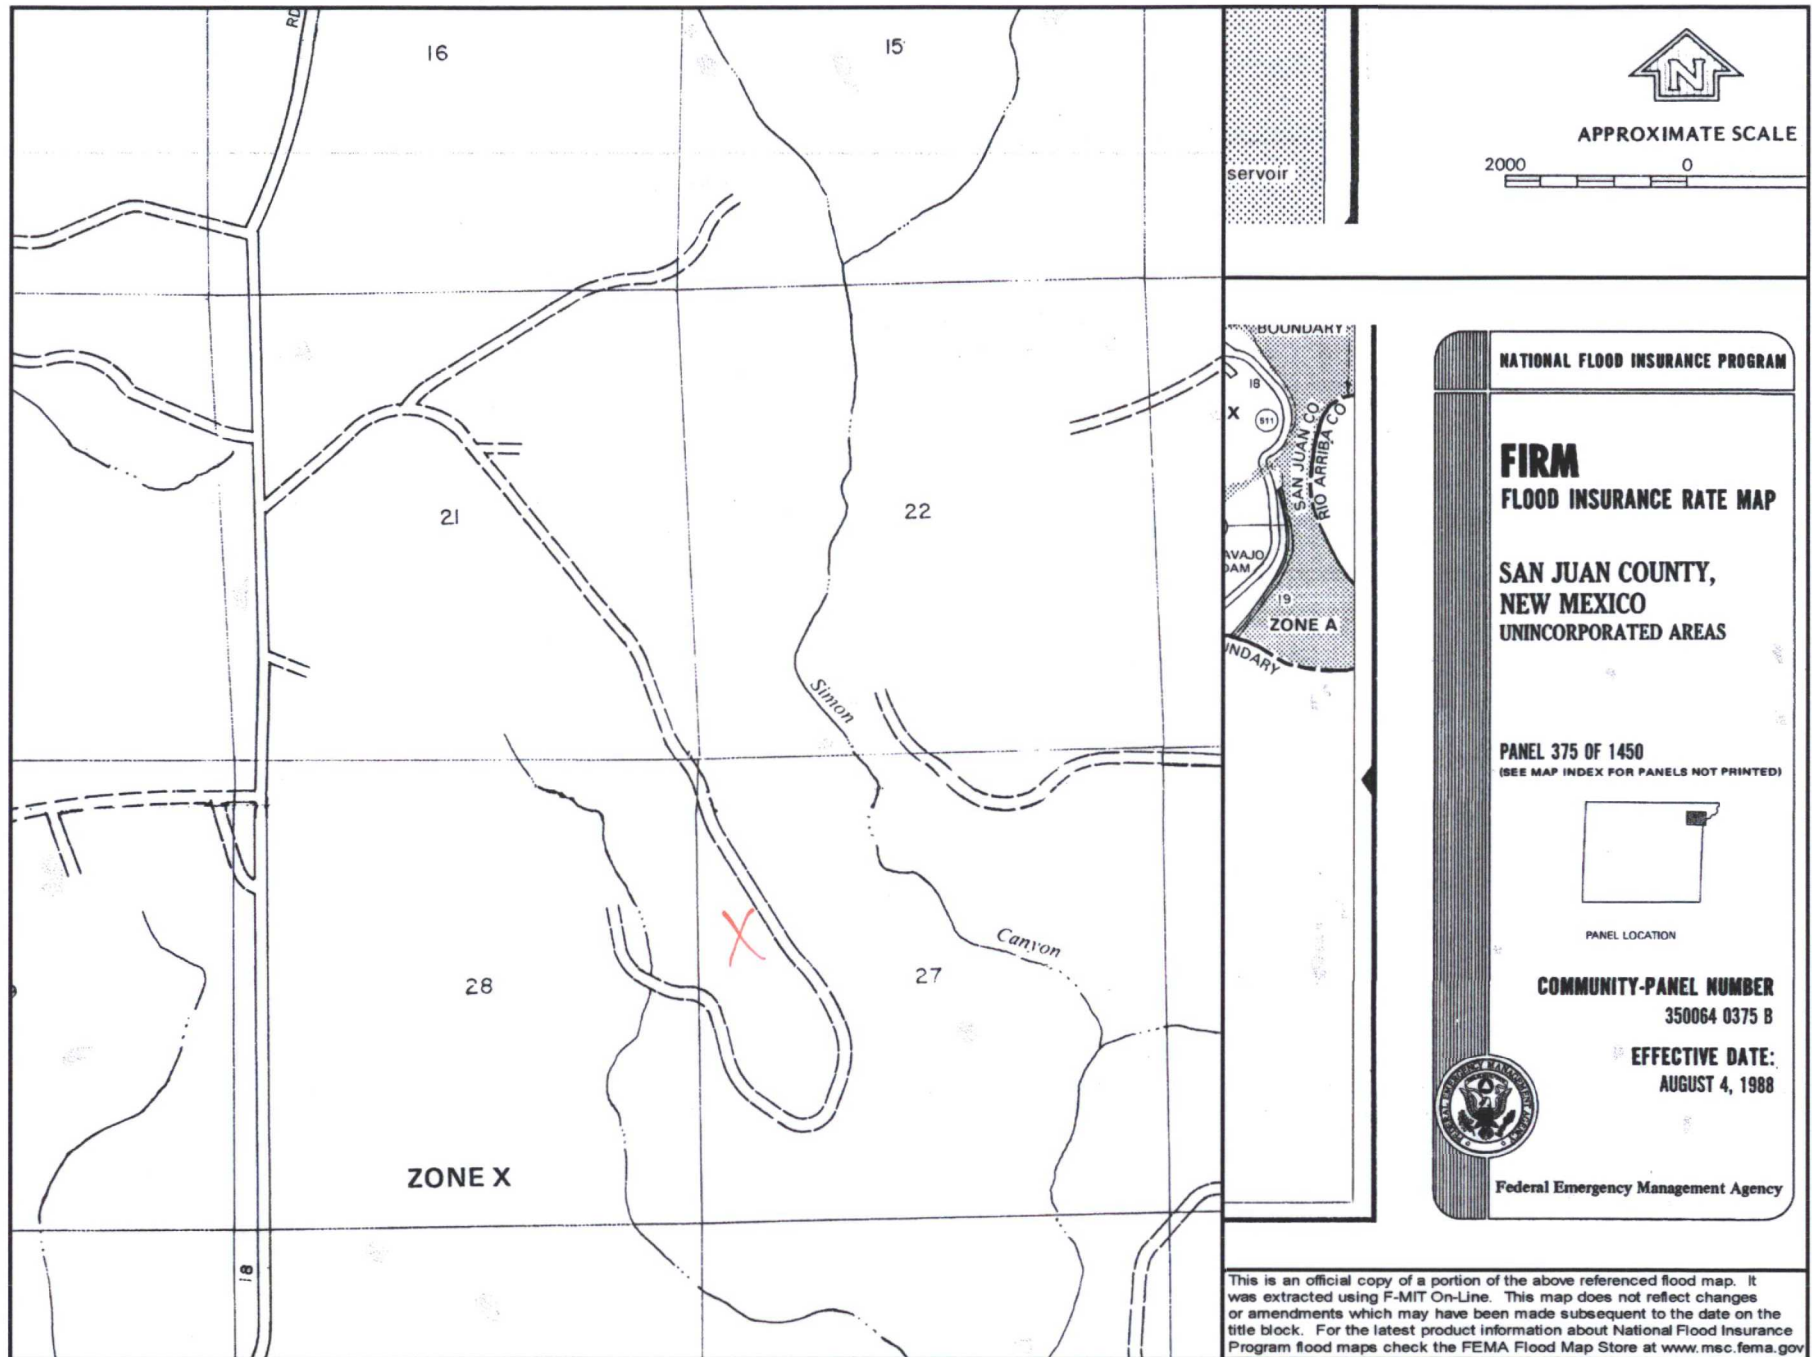 RD
16
15
21
22
Simon
Canyon
28
27
ZONE X
18
servoir
BOUNDARY
18
X
511
SAN JUAN CO
RIO ARRIBA CO
AVAJO
DAM
19
ZONE A
UNDARY
N
APPROXIMATE SCALE
2000 0
NATIONAL FLOOD INSURANCE PROGRAM
FIRM
FLOOD INSURANCE RATE MAP
SAN JUAN COUNTY,
NEW MEXICO
UNINCORPORATED AREAS
PANEL 375 OF 1450
(SEE MAP INDEX FOR PANELS NOT PRINTED)
PANEL LOCATION
COMMUNITY-PANEL NUMBER
350064 0375 B
EFFECTIVE DATE:
AUGUST 4, 1988
FEDERAL EMERGENCY MANAGEMENT AGENCY
Federal Emergency Management Agency
This is an official copy of a portion of the above referenced flood map. It
was extracted using F-MIT On-Line. This map does not reflect changes
or amendments which may have been made subsequent to the date on the
title block. For the latest product information about National Flood Insurance
Program flood maps check the FEMA Flood Map Store at www.msc.fema.gov
X